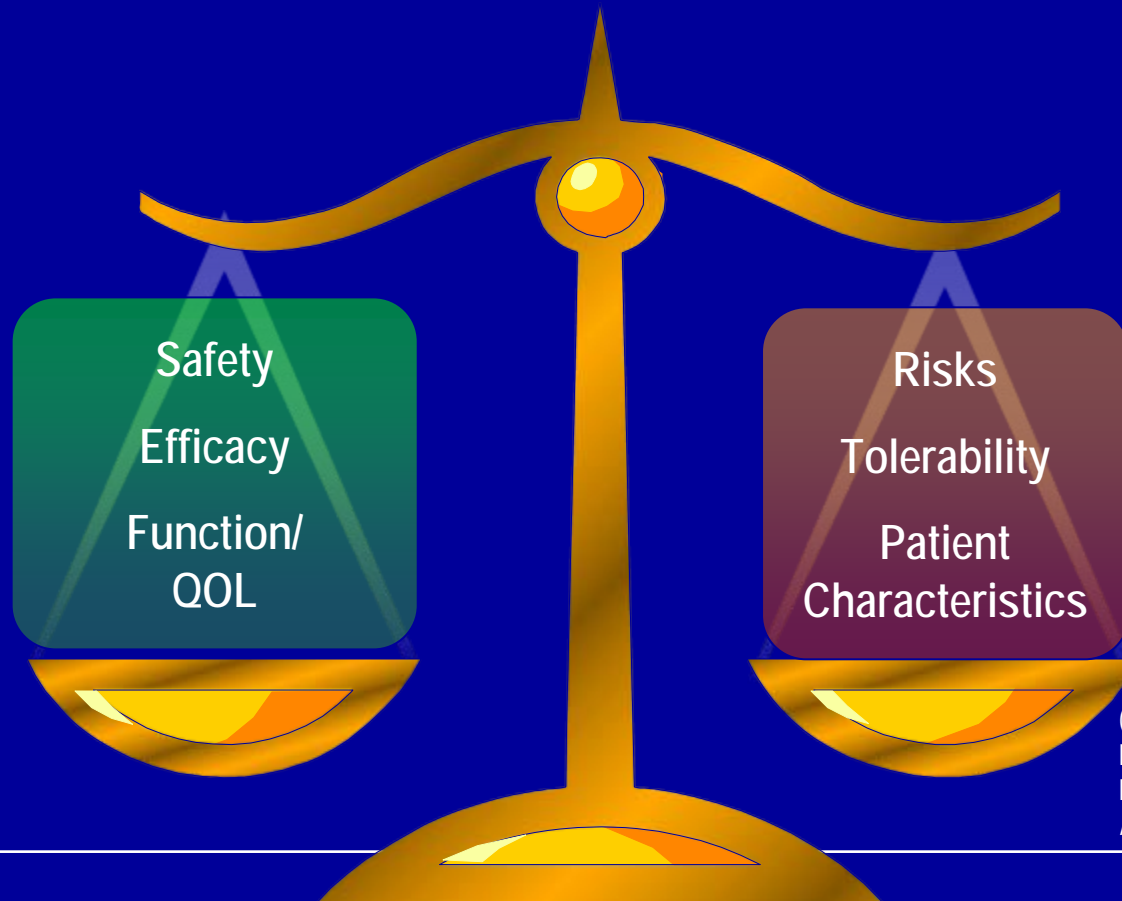 Safety
Efficacy
Function/
QOL
Risks
Tolerability
Patient
Characteristics